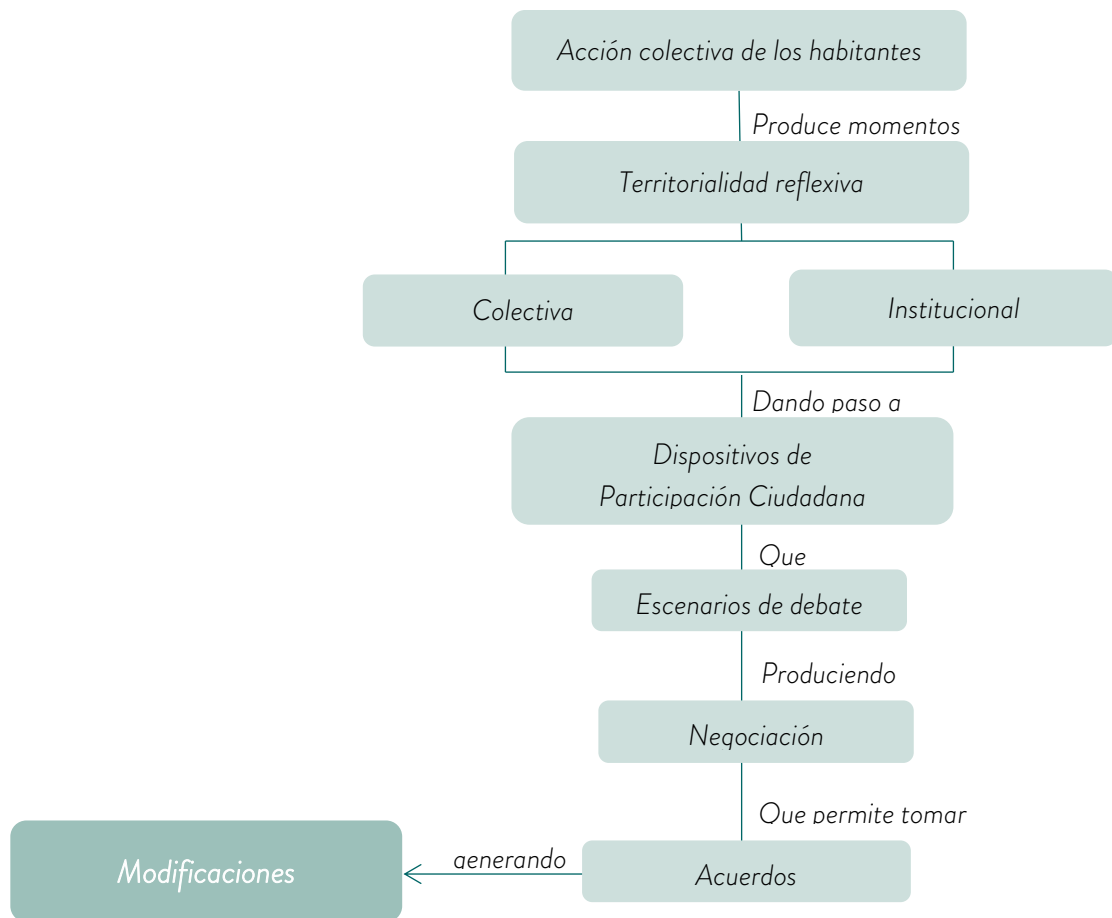 Acción colectiva de los habitantes
Produce momentos
Territorialidad reflexiva
Colectiva
Institucional
Dando paso a
Dispositivos de
Participación Ciudadana
Que
Escenarios de debate
Produciendo
Negociación
Que permite tomar
Acuerdos
generando
Modificaciones